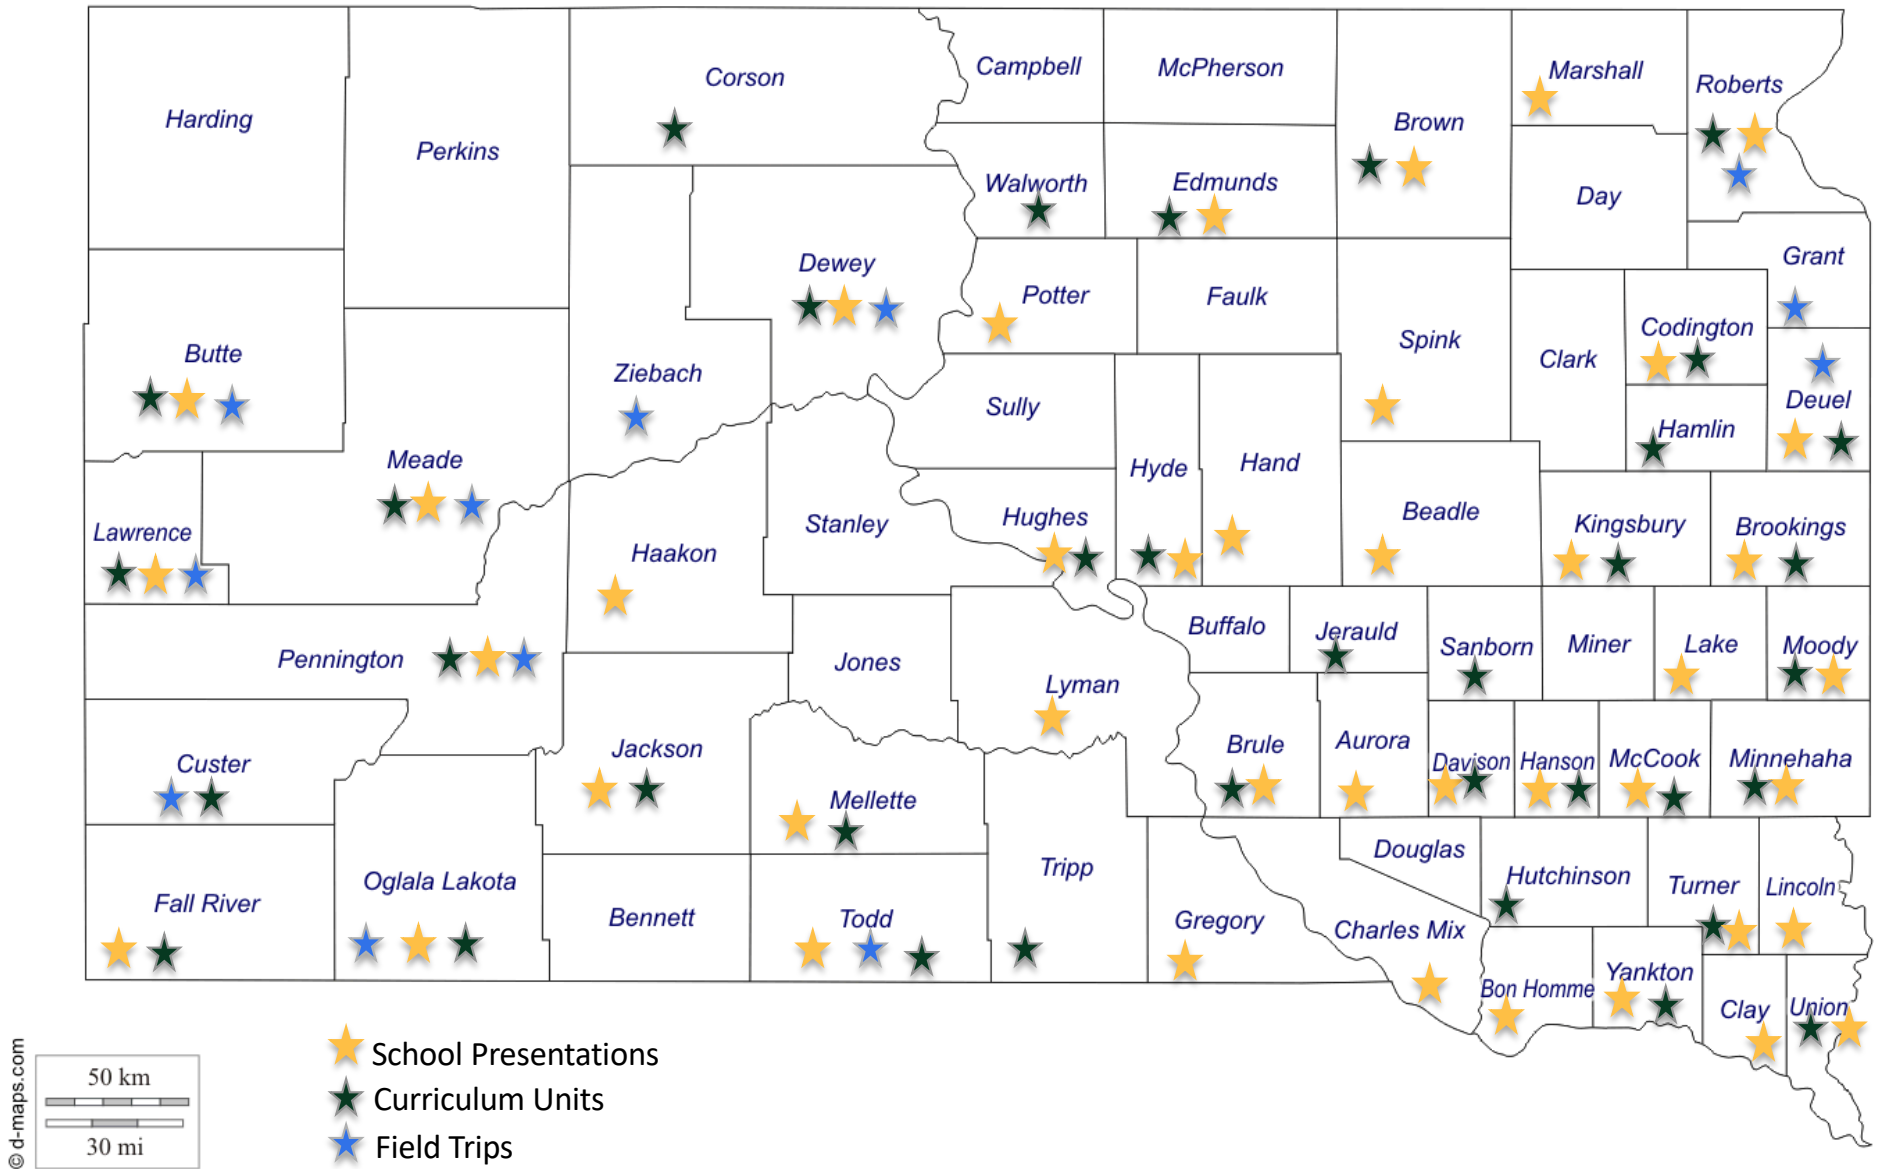 Harding
Perkins
Corson
Campbell
McPherson
Brown
Marshall
Roberts
Walworth
Edmunds
Day
Dewey
Potter
Faulk
Grant
Butte
Ziebach
Sully
Spink
Clark
Codington
Deuel
Hamlin
Meade
Hyde
Hand
Lawrence
Haakon
Stanley
Hughes
Beadle
Kingsbury
Brookings
Pennington
Jones
Lyman
Buffalo
Jerauld
Sanborn
Miner
Lake
Moody
Custer
Jackson
Mellette
Brule
Aurora
Davison
Hanson
McCook
Minnehaha
Fall River
Oglala Lakota
Bennett
Todd
Tripp
Gregory
Charles Mix
Douglas
Hutchinson
Turner
Lincoln
Bon Homme
Yankton
Clay
Union
School Presentations
Curriculum Units
Field Trips
50 km
30 mi
© d-maps.com